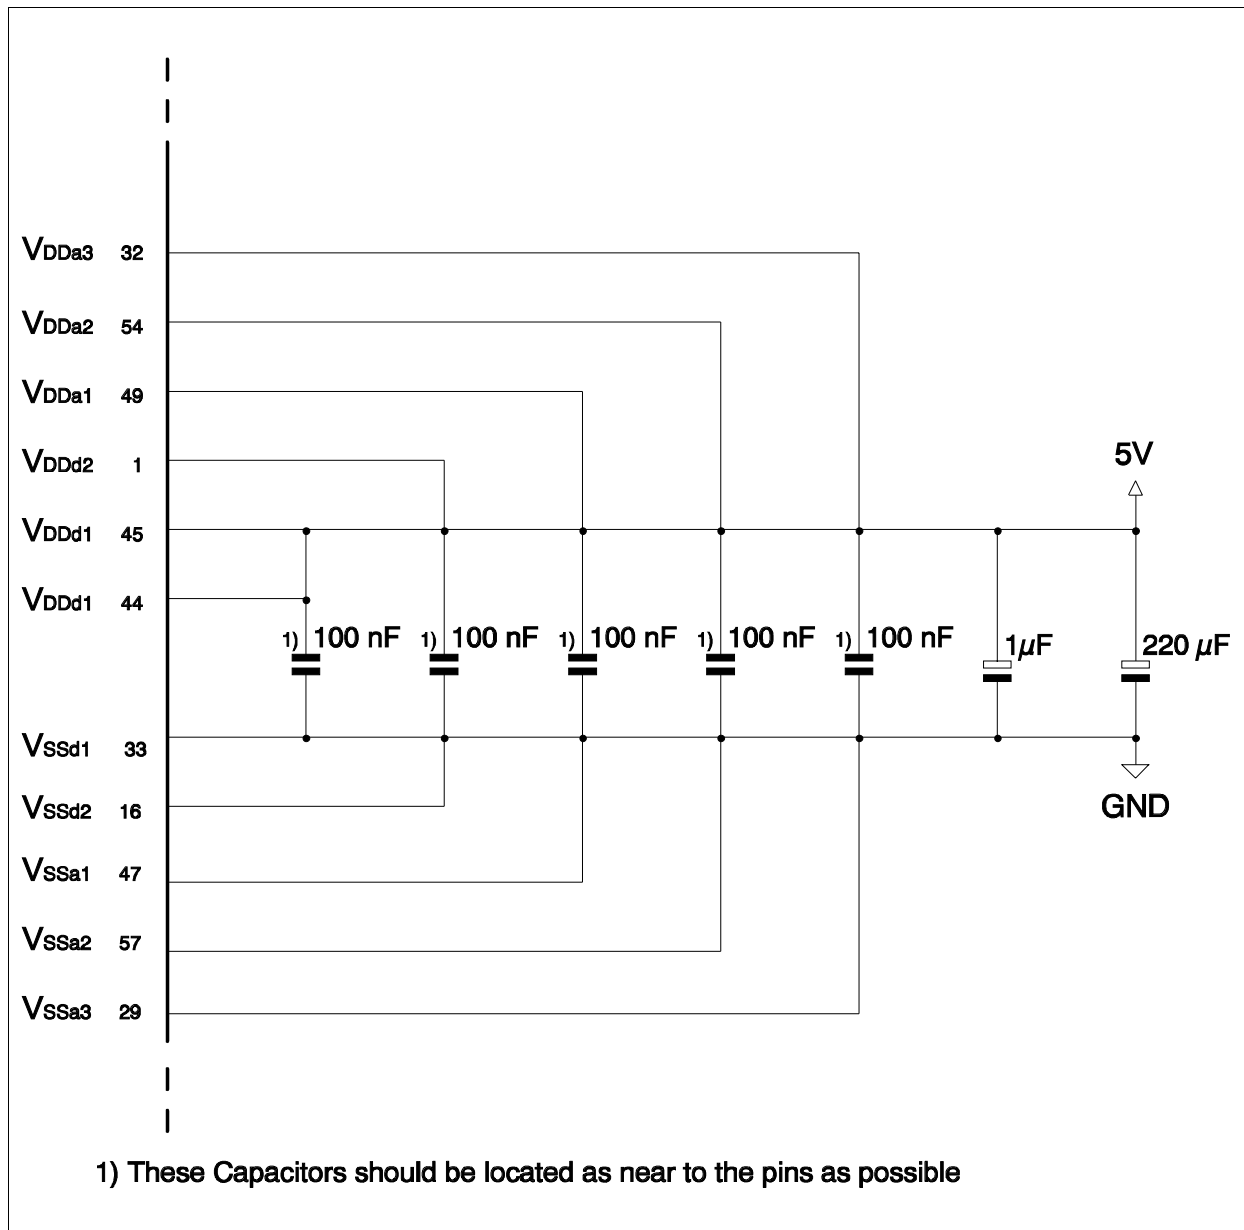 VDDa3 32
VDDa2 54
VDDa1 49
VDDd2 1
5V
VDDd1 45
VDDd1 44
1) 100 nF 1) 100 nF 1) 100 nF 1) 100 nF 1) 100 nF 1µF 220 µF
VSSd1 33
VSSd2 16
GND
VSSa1 47
VSSa2 57
VSSa3 29
1) These Capacitors should be located as near to the pins as possible